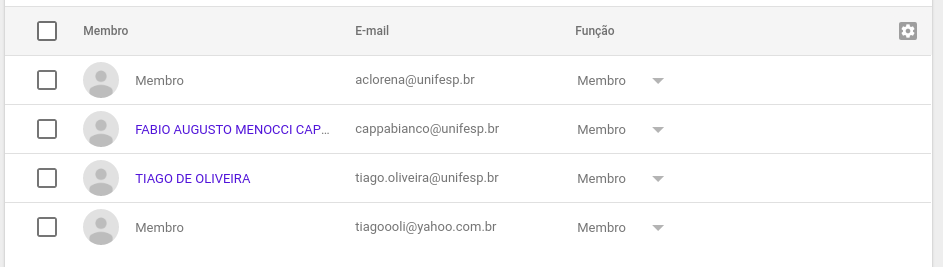 Membro E-mail Função
Membro aclorena@unifesp.br Membro
FABIO AUGUSTO MENOCCI CAP... cappabianco@unifesp.br Membro
TIAGO DE OLIVEIRA tiago.oliveira@unifesp.br Membro
Membro tiagoooli@yahoo.com.br Membro